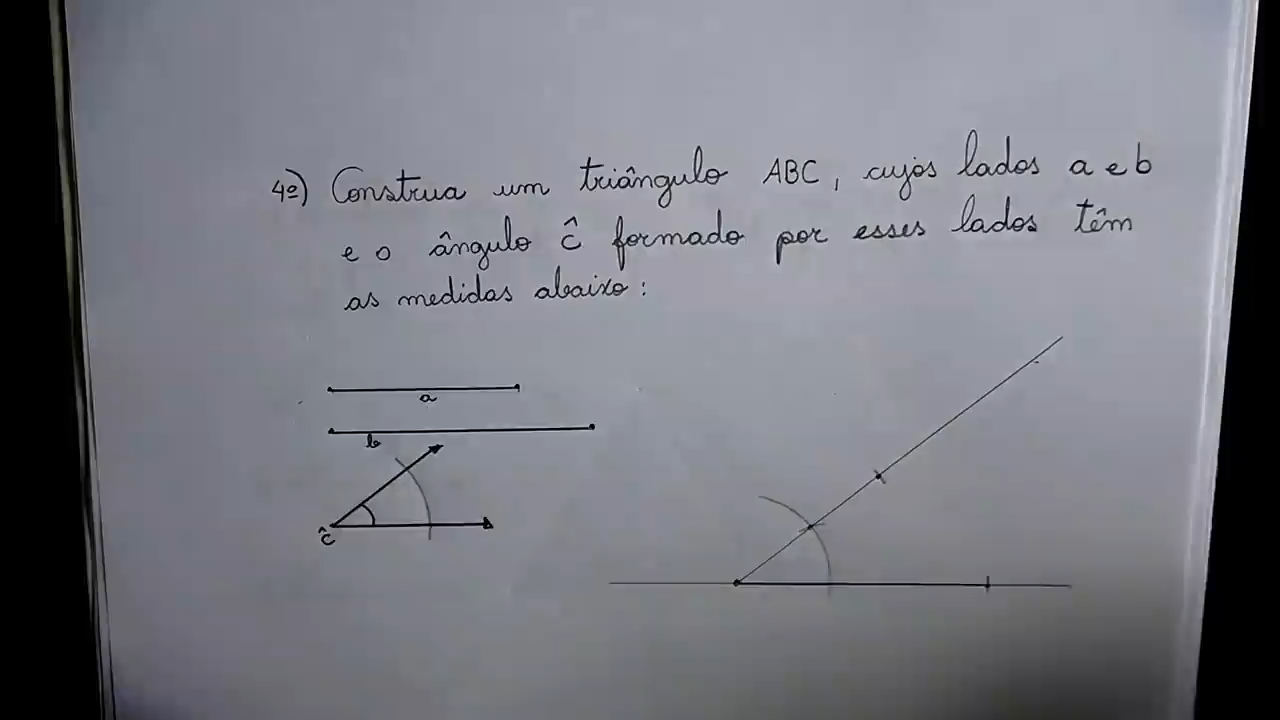 4º) Construa um triângulo ABC, cujos lados a e b
e o ângulo ĉ formado por esses lados têm
as medidas abaixo:
a
b
ĉ